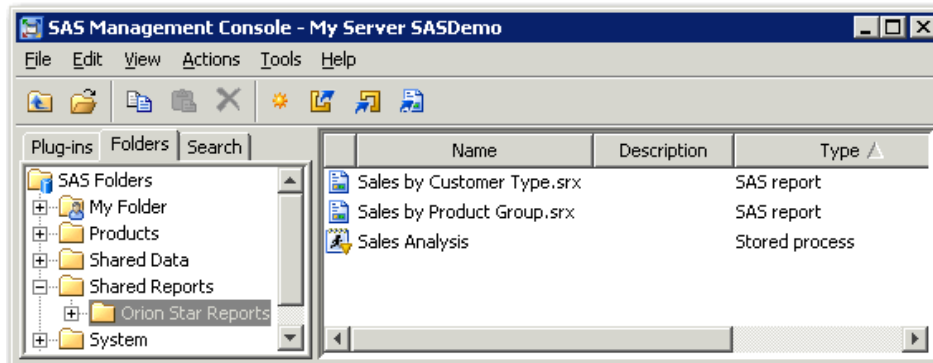 SAS Management Console - My Server SASDemo
File Edit View Actions Tools Help
Plug-ins Folders Search
SAS Folders
My Folder
Products
Shared Data
Shared Reports
Orion Star Reports
System
Name Description Type
Sales by Customer Type.srx SAS report
Sales by Product Group.srx SAS report
Sales Analysis Stored process